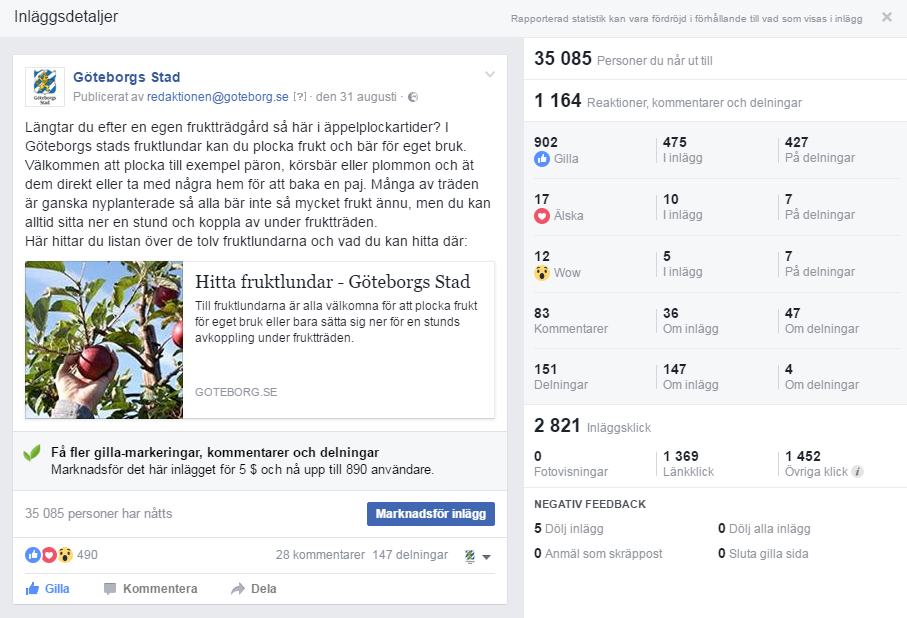 Inläggsdetaljer
Rapporterad statistik kan vara fördröjd i förhållande till vad som visas i inlägg
Göteborgs Stad
Göteborgs Stad
Publicerat av redaktionen@goteborg.se [?] · den 31 augusti ·
Längtar du efter en egen fruktträdgård så här i äppelplockartider? I
Göteborgs stads fruktlundar kan du plocka frukt och bär för eget bruk.
Välkommen att plocka till exempel päron, körsbär eller plommon och ät
dem direkt eller ta med några hem för att baka en paj. Många av träden
är ganska nyplanterade så alla bär inte så mycket frukt ännu, men du kan
alltid sitta ner en stund och koppla av under fruktträden.
Här hittar du listan över de tolv fruktlundarna och vad du kan hitta där:
Hitta fruktlundar - Göteborgs Stad
Till fruktlundarna är alla välkomna för att plocka frukt
för eget bruk eller bara sätta sig ner för en stunds
avkoppling under fruktträden.
GOTEBORG.SE
Få fler gilla-markeringar, kommentarer och delningar
Marknadsför det här inlägget för 5 $ och nå upp till 890 användare.
35 085 personer har nåtts
Marknadsför inlägg
490
28 kommentarer 147 delningar
Gilla Kommentera Dela
35 085 Personer du når ut till
1 164 Reaktioner, kommentarer och delningar
902 475 427
Gilla I inlägg På delningar
17 10 7
Älska I inlägg På delningar
12 5 7
Wow I inlägg På delningar
83 36 47
Kommentarer Om inlägg Om delningar
151 147 4
Delningar Om inlägg Om delningar
2 821 Inläggsklick
0 1 369 1 452
Fotovisningar Länkklick Övriga klick i
NEGATIV FEEDBACK
5 Dölj inlägg 0 Dölj alla inlägg
0 Anmäl som skräppost 0 Sluta gilla sida